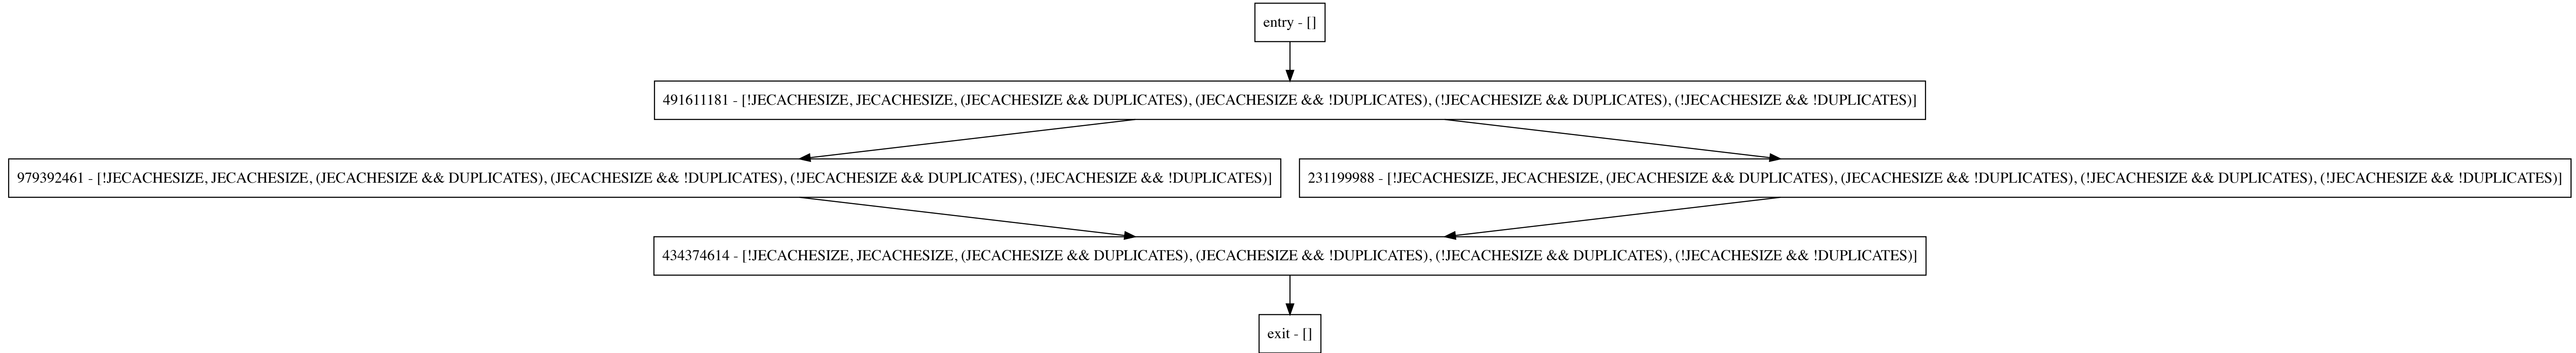 entry - []
491611181 - [!JECACHESIZE, JECACHESIZE, (JECACHESIZE && DUPLICATES), (JECACHESIZE && !DUPLICATES), (!JECACHESIZE && DUPLICATES), (!JECACHESIZE && !DUPLICATES)]
979392461 - [!JECACHESIZE, JECACHESIZE, (JECACHESIZE && DUPLICATES), (JECACHESIZE && !DUPLICATES), (!JECACHESIZE && DUPLICATES), (!JECACHESIZE && !DUPLICATES)]
231199988 - [!JECACHESIZE, JECACHESIZE, (JECACHESIZE && DUPLICATES), (JECACHESIZE && !DUPLICATES), (!JECACHESIZE && DUPLICATES), (!JECACHESIZE && !DUPLICATES)]
434374614 - [!JECACHESIZE, JECACHESIZE, (JECACHESIZE && DUPLICATES), (JECACHESIZE && !DUPLICATES), (!JECACHESIZE && DUPLICATES), (!JECACHESIZE && !DUPLICATES)]
exit - []